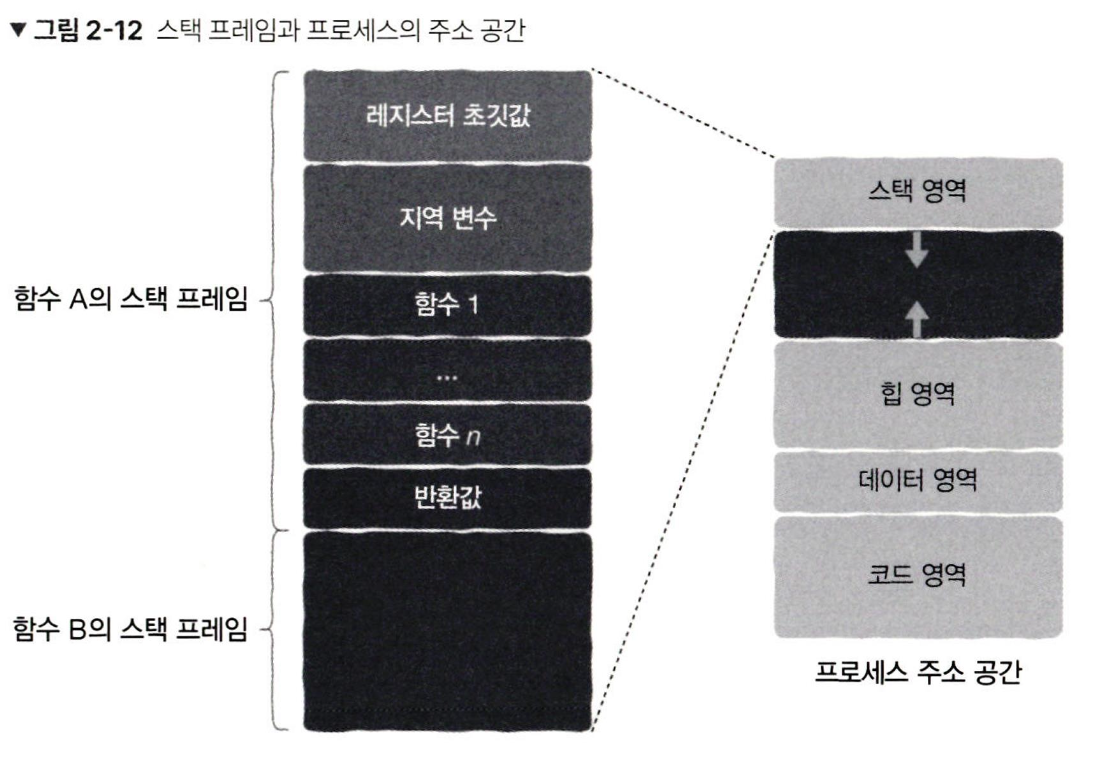 ▼ 그림 2-12 스택 프레임과 프로세스의 주소 공간
레지스터 초깃값
지역 변수
함수 1
...
함수 n
반환값
함수 A의 스택 프레임
함수 B의 스택 프레임
스택 영역
힙 영역
데이터 영역
코드 영역
프로세스 주소 공간